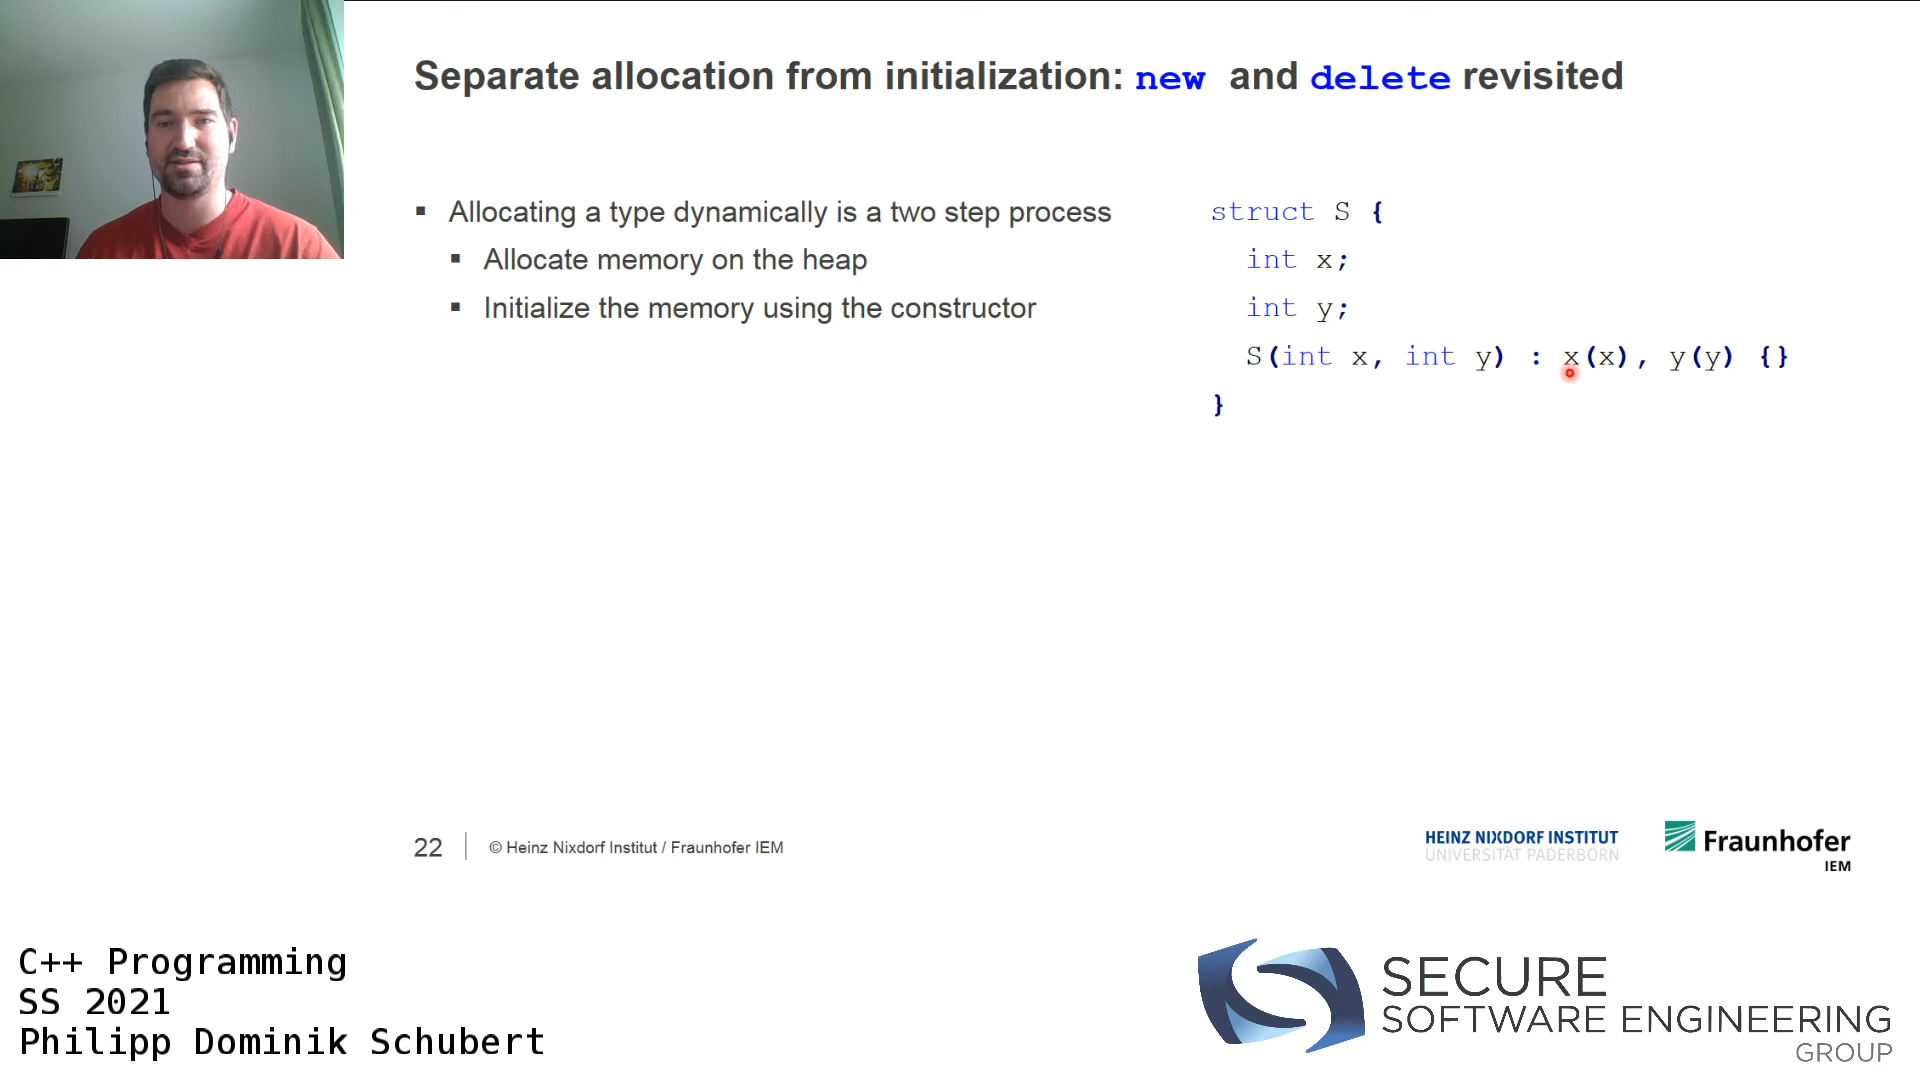 Separate allocation from initialization: new and delete revisited
▪ Allocating a type dynamically is a two step process
▪ Allocate memory on the heap
▪ Initialize the memory using the constructor
struct S {
int x;
int y;
S(int x, int y) : x(x), y(y) {}
}
22
© Heinz Nixdorf Institut / Fraunhofer IEM
HEINZ NIXDORF INSTITUT
UNIVERSITÄT PADERBORN
Fraunhofer
IEM
C++ Programming
SS 2021
Philipp Dominik Schubert
SECURE
SOFTWARE ENGINEERING
GROUP